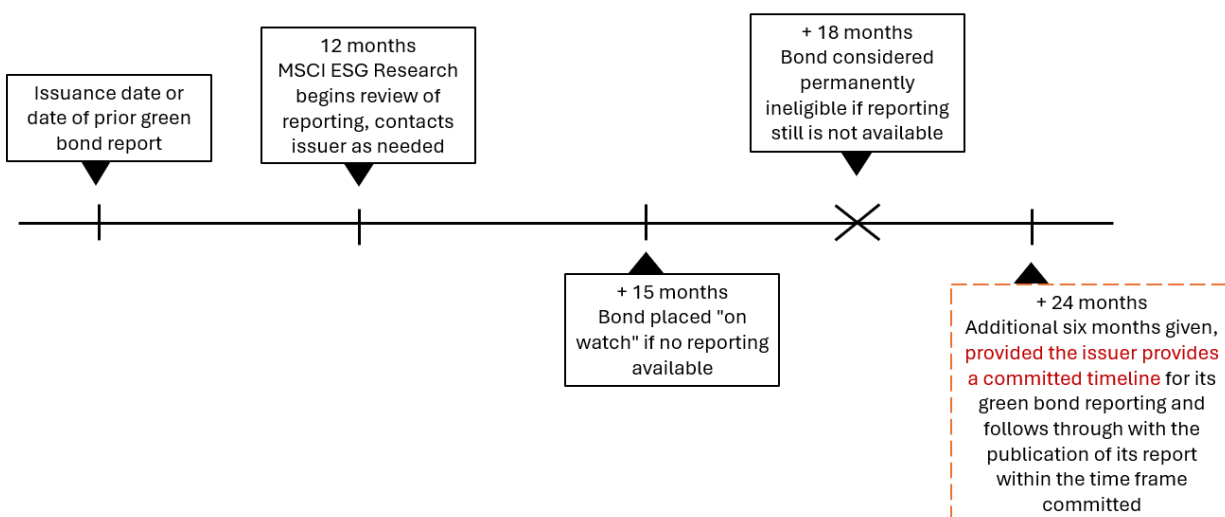 Issuance date or
date of prior green
bond report
12 months
MSCI ESG Research
begins review of
reporting, contacts
issuer as needed
+ 15 months
Bond placed "on
watch" if no reporting
available
+ 18 months
Bond considered
permanently
ineligible if reporting
still is not available
+ 24 months
Additional six months given,
provided the issuer provides
a committed timeline for its
green bond reporting and
follows through with the
publication of its report
within the time frame
committed